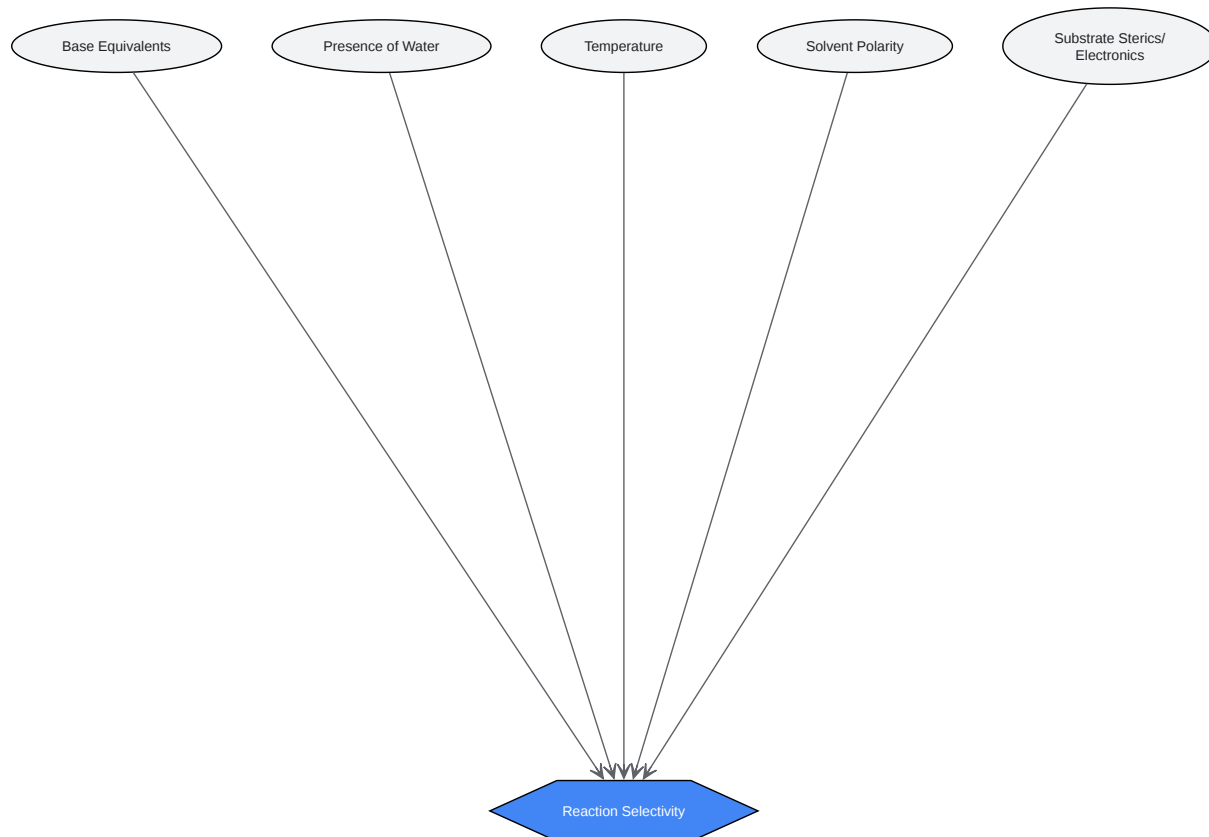 Base Equivalents
Presence of Water
Temperature
Solvent Polarity
Substrate Sterics/
Electronics
Reaction Selectivity